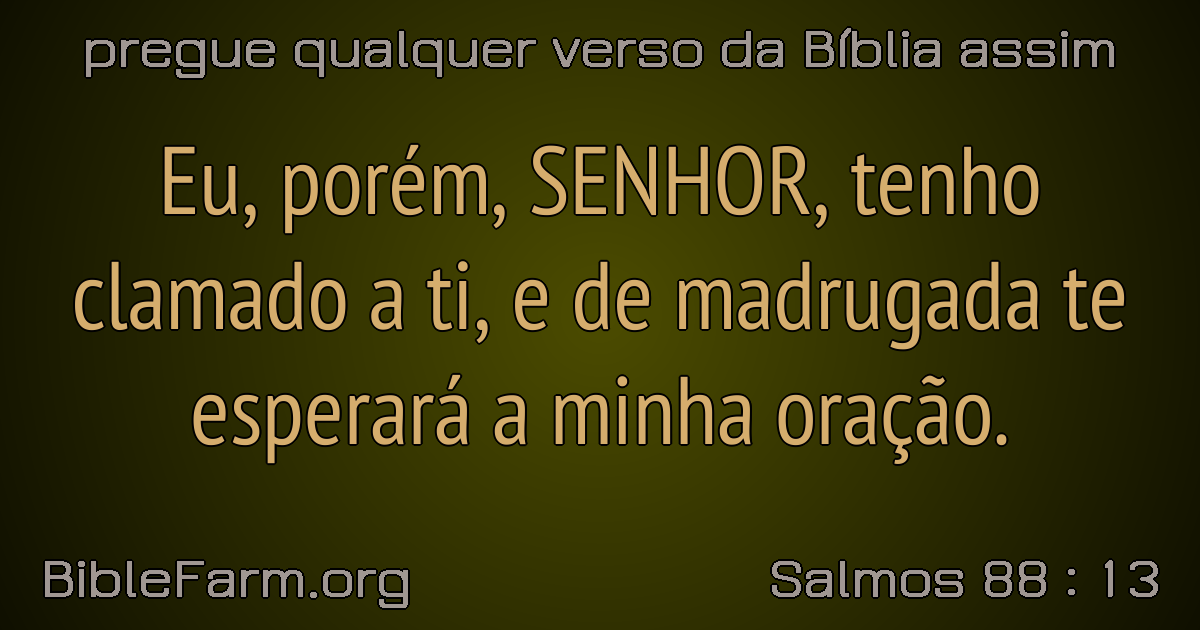 pregue qualquer verso da Bíblia assim
Eu, porém, SENHOR, tenho
clamado a ti, e de madrugada te
esperará a minha oração.
BibleFarm.org
Salmos 88 : 13